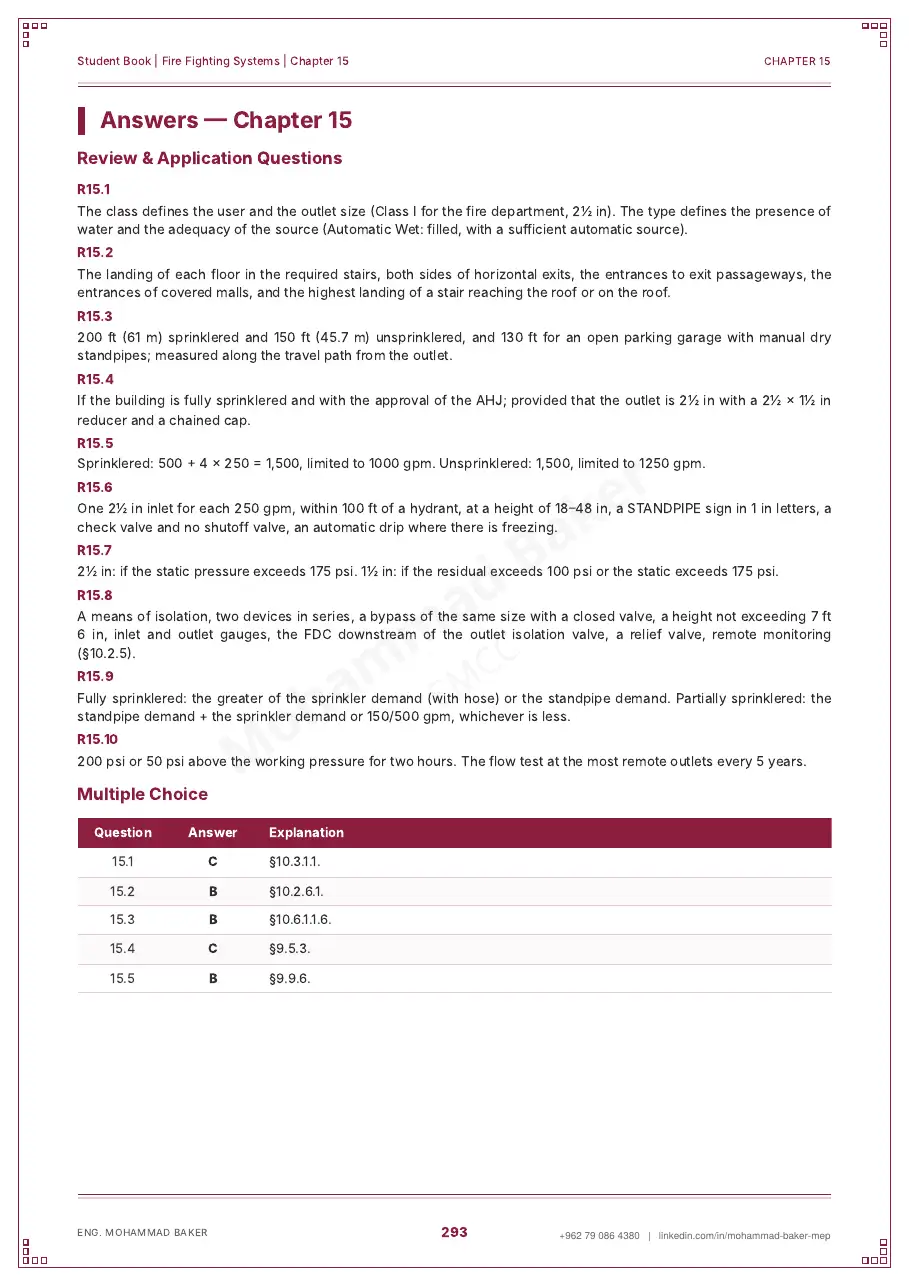 Student Book | Fire Fighting Systems | Chapter 15
CHAPTER 15
Answers — Chapter 15
Review & Application Questions
R15.1
The class defines the user and the outlet size (Class I for the fire department, 2½ in). The type defines the presence of
water and the adequacy of the source (Automatic Wet: filled, with a sufficient automatic source).
R15.2
The landing of each floor in the required stairs, both sides of horizontal exits, the entrances to exit passageways, the
entrances of covered malls, and the highest landing of a stair reaching the roof or on the roof.
R15.3
200 ft (61 m) sprinklered and 150 ft (45.7 m) unsprinklered, and 130 ft for an open parking garage with manual dry
standpipes; measured along the travel path from the outlet.
R15.4
If the building is fully sprinklered and with the approval of the AHJ; provided that the outlet is 2½ in with a 2½ × 1½ in
reducer and a chained cap.
R15.5
Sprinklered: 500 + 4 × 250 = 1,500, limited to 1000 gpm. Unsprinklered: 1,500, limited to 1250 gpm.
R15.6
One 2½ in inlet for each 250 gpm, within 100 ft of a hydrant, at a height of 18–48 in, a STANDPIPE sign in 1 in letters, a
check valve and no shutoff valve, an automatic drip where there is freezing.
R15.7
2½ in: if the static pressure exceeds 175 psi. 1½ in: if the residual exceeds 100 psi or the static exceeds 175 psi.
R15.8
A means of isolation, two devices in series, a bypass of the same size with a closed valve, a height not exceeding 7 ft
6 in, inlet and outlet gauges, the FDC downstream of the outlet isolation valve, a relief valve, remote monitoring
(§10.2.5).
R15.9
Fully sprinklered: the greater of the sprinkler demand (with hose) or the standpipe demand. Partially sprinklered: the
standpipe demand + the sprinkler demand or 150/500 gpm, whichever is less.
R15.10
200 psi or 50 psi above the working pressure for two hours. The flow test at the most remote outlets every 5 years.
Multiple Choice
Question Answer Explanation
15.1 C §10.3.1.1.
15.2 B §10.2.6.1.
15.3 B §10.6.1.1.6.
15.4 C §9.5.3.
15.5 B §9.9.6.
Mohammad Baker
ENG. MOHAMMAD BAKER
293
+962 79 086 4380 | linkedin.com/in/mohammad-baker-mep